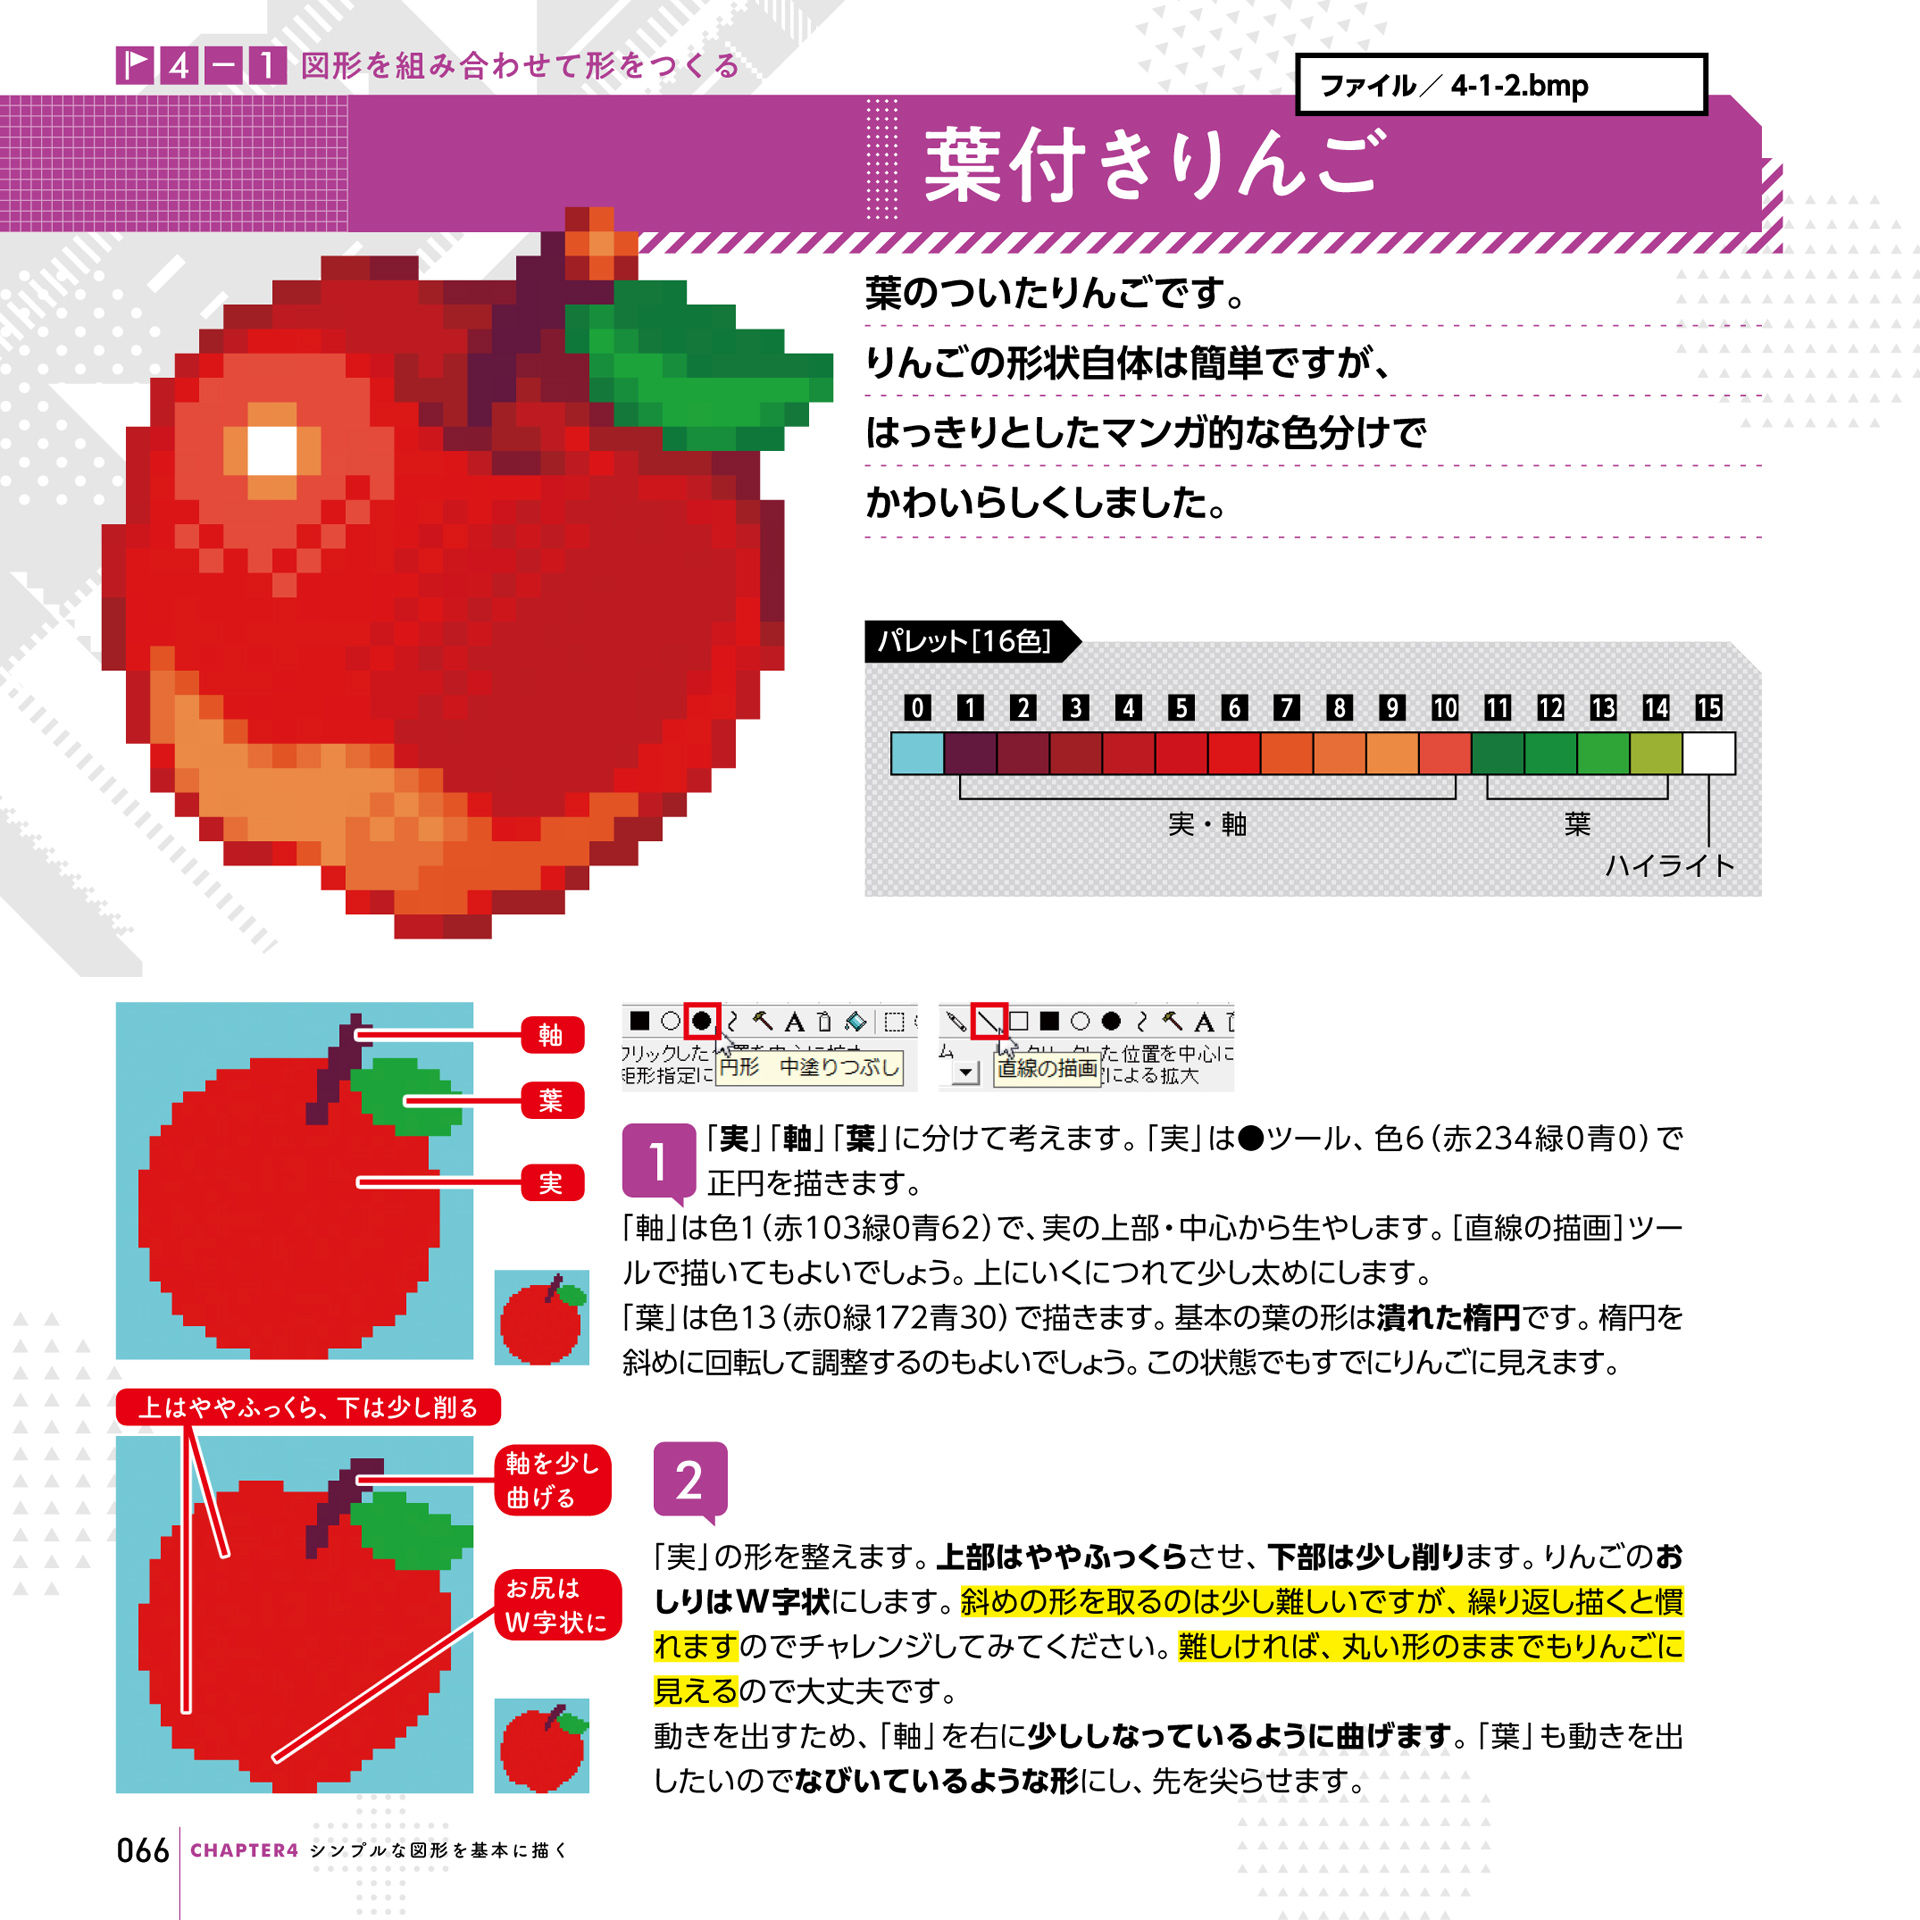 4-1 図形を組み合わせて形をつくる
ファイル／4-1-2.bmp
葉付きりんご
葉のついたりんごです。
りんごの形状自体は簡単ですが、
はっきりとしたマンガ的な色分けで
かわいらしくしました。
パレット［16色］
0 1 2 3 4 5 6 7 8 9 10 11 12 13 14 15
実・軸
葉
ハイライト
軸
葉
実
円形　中塗りつぶし
直線の描画
1
「実」「軸」「葉」に分けて考えます。「実」は●ツール、色6（赤234緑0青0）で
正円を描きます。
「軸」は色1（赤103緑0青62）で、実の上部・中心から生やします。［直線の描画］ツー
ルで描いてもよいでしょう。上にいくにつれて少し太めにします。
「葉」は色13（赤0緑172青30）で描きます。基本の葉の形は潰れた楕円です。楕円を
斜めに回転して調整するのもよいでしょう。この状態でもすでにりんごに見えます。
上はややふっくら、下は少し削る
軸を少し
曲げる
お尻は
W字状に
2
「実」の形を整えます。上部はややふっくらさせ、下部は少し削ります。りんごのお
しりはW字状にします。斜めの形を取るのは少し難しいですが、繰り返し描くと慣
れますのでチャレンジしてみてください。難しければ、丸い形のままでもりんごに
見えるので大丈夫です。
動きを出すため、「軸」を右に少ししなっているように曲げます。「葉」も動きを出
したいのでなびいているような形にし、先を尖らせます。
066 CHAPTER4 シンプルな図形を基本に描く